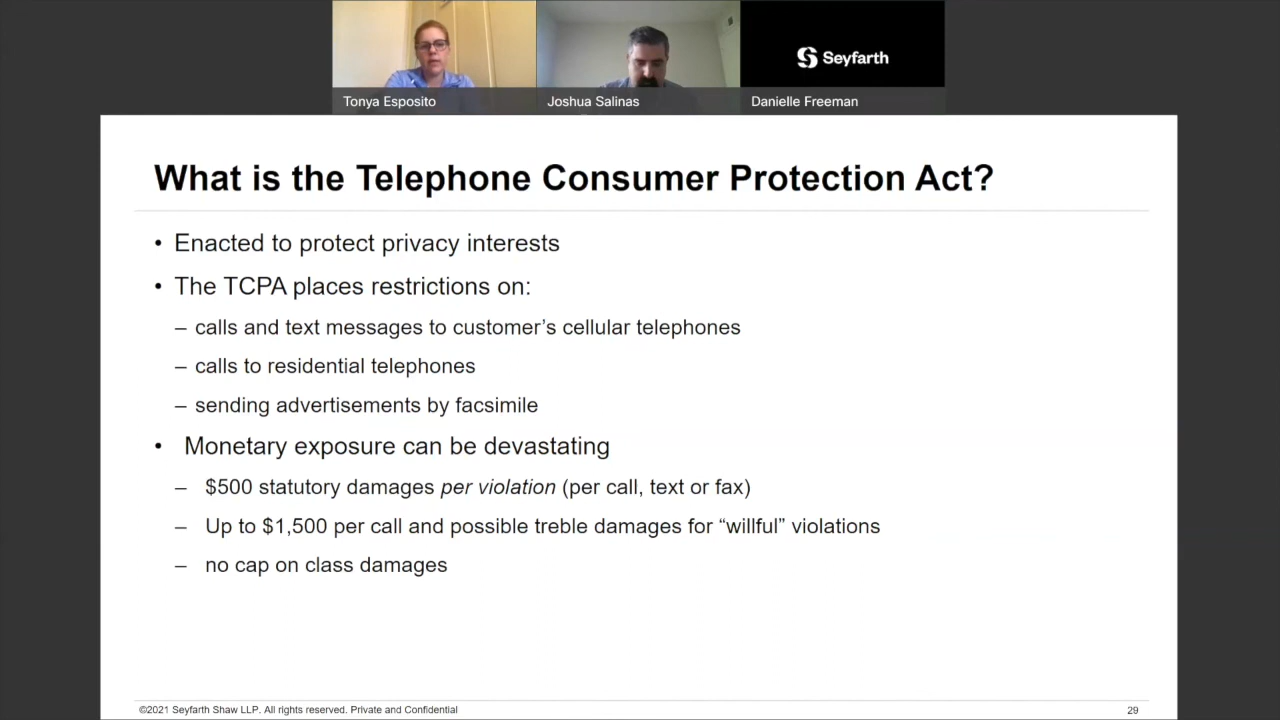 Seyfarth
Tonya Esposito
Joshua Salinas
Danielle Freeman
What is the Telephone Consumer Protection Act?
• Enacted to protect privacy interests
• The TCPA places restrictions on:
– calls and text messages to customer’s cellular telephones
– calls to residential telephones
– sending advertisements by facsimile
• Monetary exposure can be devastating
– $500 statutory damages per violation (per call, text or fax)
– Up to $1,500 per call and possible treble damages for “willful” violations
– no cap on class damages
©2021 Seyfarth Shaw LLP. All rights reserved. Private and Confidential
29